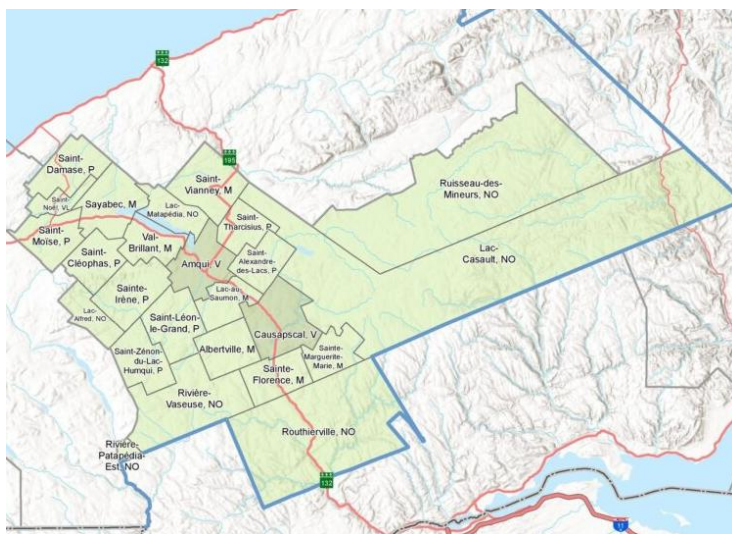 132
195
Saint-
Damase, P
Saint-
Noël, VL
Sayabec, M
Lac-
Matapédia, NO
Saint-
Vianney, M
Ruisseau-des-
Mineurs, NO
Saint-
Moïse, P
Val-
Brillant, M
Saint-
Tharcisius, P
Saint-
Cléophas, P
Amqui, V
Saint-
Alexandre-
des-Lacs, P
Lac-
Casault, NO
Sainte-
Irène, P
Lac-au-
Saumon, M
Lac-
Alfred, NO
Saint-Léon-
le-Grand, P
Causapscal, V
Saint-Zénon-
du-Lac-
Humqui, P
Albertville, M
Sainte-
Marguerite-
Marie, M
Sainte-
Florence, M
Rivière-
Vaseuse, NO
Routhierville, NO
Rivière-
Patapédia-
Est, NO
132
11